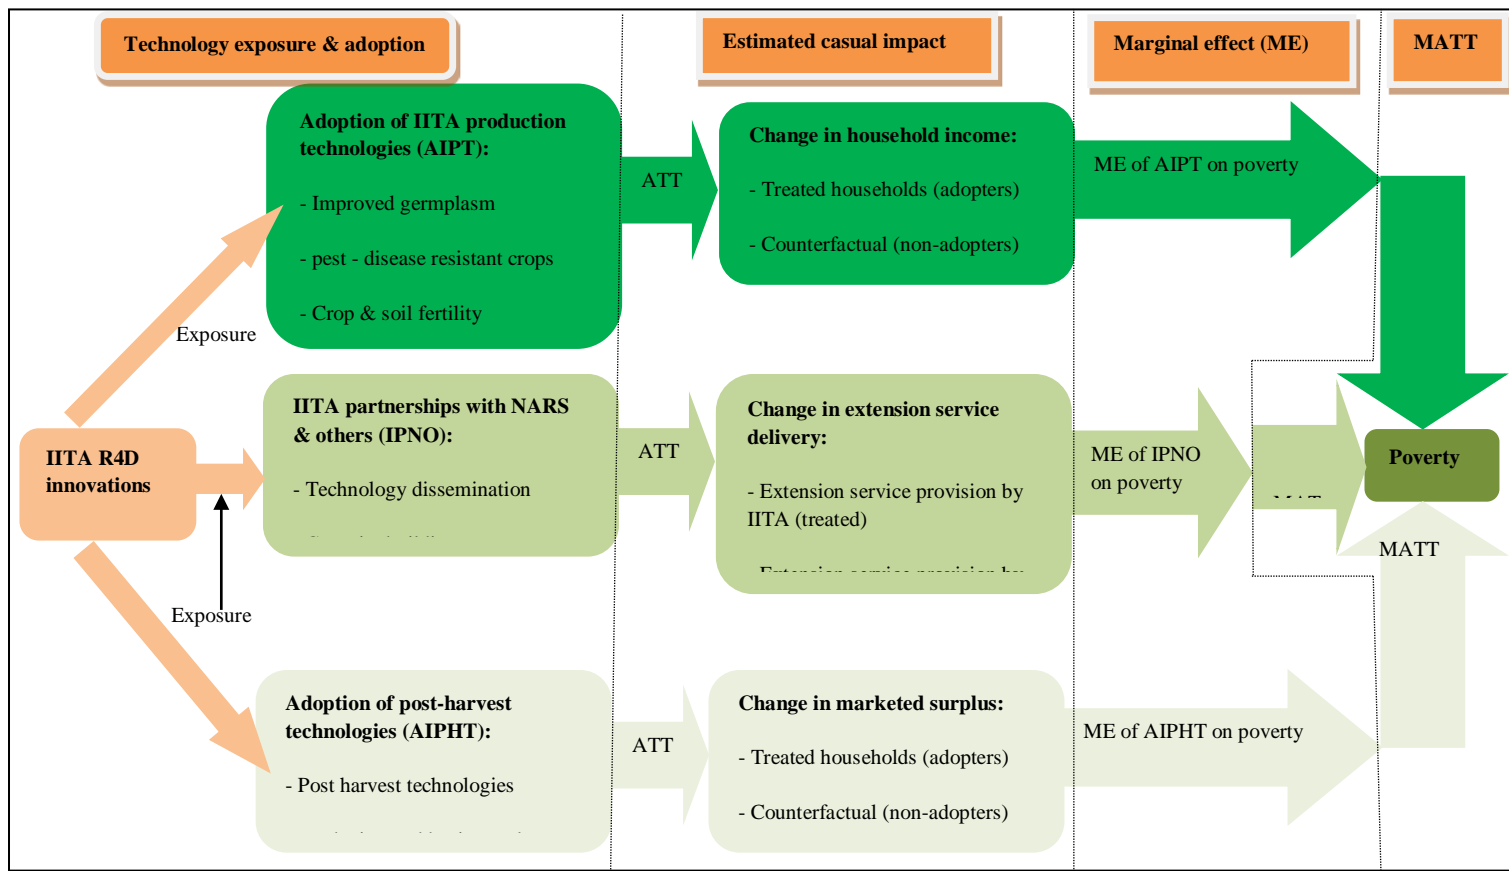 Technology exposure & adoption
Estimated casual impact
Marginal effect (ME)
MATT
Adoption of IITA production
technologies (AIPT):
- Improved germplasm
- pest - disease resistant crops
- Crop & soil fertility
ATT
Change in household income:
- Treated households (adopters)
- Counterfactual (non-adopters)
ME of AIPT on poverty
Exposure
IITA R4D
innovations
IITA partnerships with NARS
& others (IPNO):
- Technology dissemination
ATT
Change in extension service
delivery:
- Extension service provision by
IITA (treated)
- Extension service provision by
ME of IPNO
on poverty
Poverty
MATT
Exposure
Adoption of post-harvest
technologies (AIPHT):
- Post harvest technologies
ATT
Change in marketed surplus:
- Treated households (adopters)
- Counterfactual (non-adopters)
ME of AIPHT on poverty